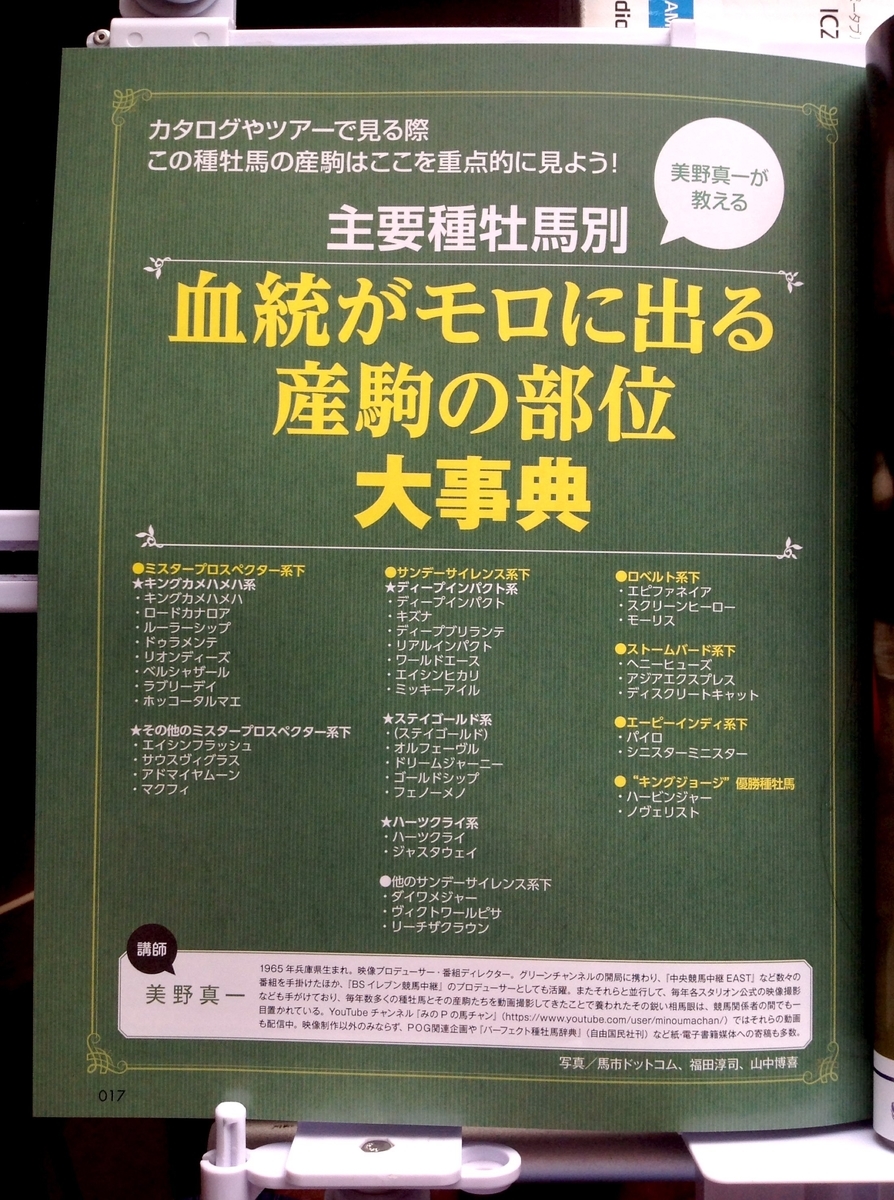 カタログやツアーで見る際
この種牡馬の産駒はここを重点的に見よう!
美野真一が
教える
主要種牡馬別
血統がモロに出る
産駒の部位
大事典
●ミスタープロスペクター系下
★キングカメハメハ系
・キングカメハメハ
・ロードカナロア
・ルーラーシップ
・ドゥラメンテ
・リオンディーズ
・ベルシャザール
・ラブリーデイ
・ホッコータルマエ
★その他のミスタープロスペクター系下
・エイシンフラッシュ
・サウスヴィグラス
・アドマイヤムーン
・マクフィ
●サンデーサイレンス系下
★ディープインパクト系
・ディープインパクト
・キズナ
・ディープブリランテ
・リアルインパクト
・ワールドエース
・エイシンヒカリ
・ミッキーアイル
★ステイゴールド系
・(ステイゴールド)
・オルフェーヴル
・ドリームジャーニー
・ゴールドシップ
・フェノーメノ
★ハーツクライ系
・ハーツクライ
・ジャスタウェイ
●他のサンデーサイレンス系下
・ダイワメジャー
・ヴィクトワールピサ
・リーチザクラウン
●ロベルト系下
・エピファネイア
・スクリーンヒーロー
・モーリス
●ストームバード系下
・ヘニーヒューズ
・アジアエクスプレス
・ディスクリートキャット
●エーピーインディ系下
・パイロ
・シニスターミニスター
●“キングジョージ”優勝種牡馬
・ハービンジャー
・ノヴェリスト
講師
美野真一
1965年兵庫県生まれ。映像プロデューサー・番組ディレクター。グリーンチャンネルの開局に携わり、『中央競馬中継EAST』など数々の
番組を手掛けたほか、『BSイレブン競馬中継』のプロデューサーとしても活躍。またそれらと並行して、毎年各スタリオン公式の映像撮影
なども手がけており、毎年数多くの種牡馬とその産駒たちを動画撮影してきたことで養われたその鋭い相馬眼は、競馬関係者の間でも一
目置かれている。YouTubeチャンネル『みのPの馬チャン』(https://www.youtube.com/user/minoumachan/)ではそれらの動画
も配信中。映像制作以外のみならず、POG関連企画や『パーフェクト種牡馬辞典』(自由国民社刊)など紙・電子書籍媒体への寄稿も多数。
写真/馬市ドットコム、福田淳司、山中博喜
017
dic
AM
ICZ